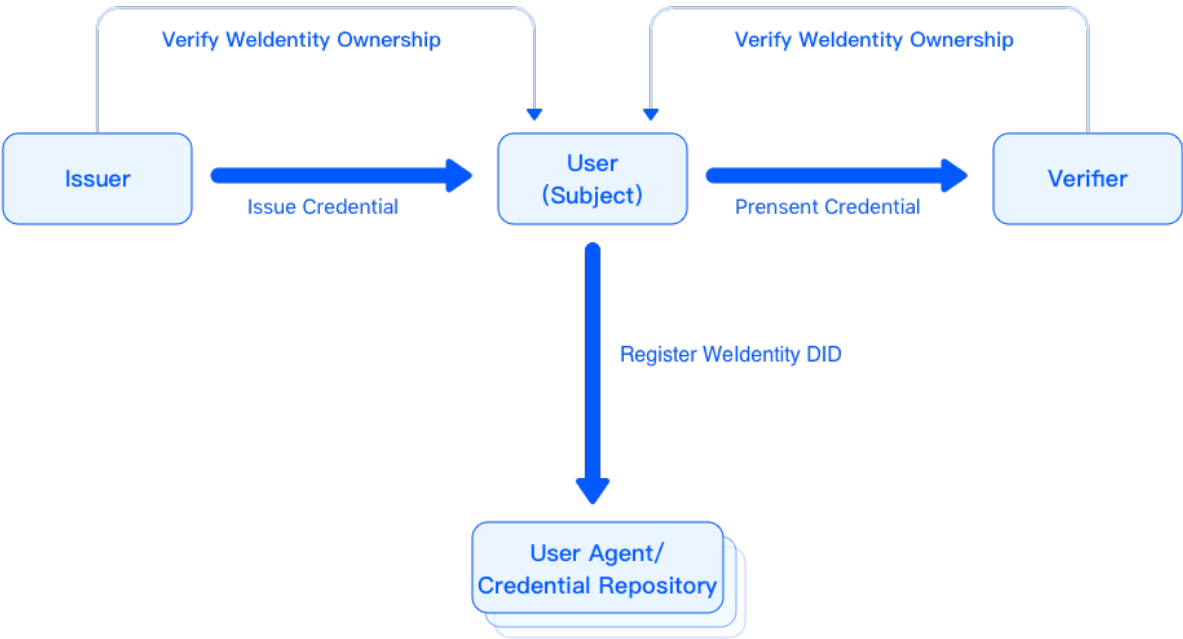 Verify WeIdentity Ownership
Verify WeIdentity Ownership
Issuer
User
(Subject)
Verifier
Issue Credential
Prensent Credential
Register WeIdentity DID
User Agent/
Credential Repository